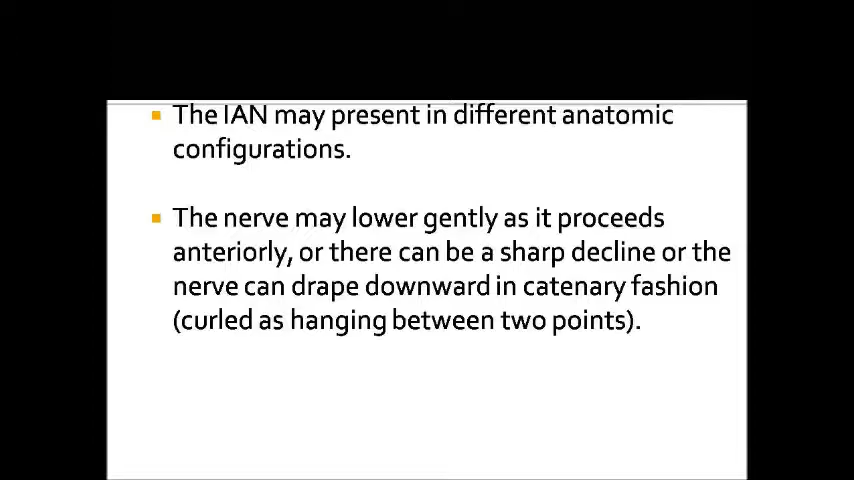 ▪ The IAN may present in different anatomic
configurations.
▪ The nerve may lower gently as it proceeds
anteriorly, or there can be a sharp decline or the
nerve can drape downward in catenary fashion
(curled as hanging between two points).